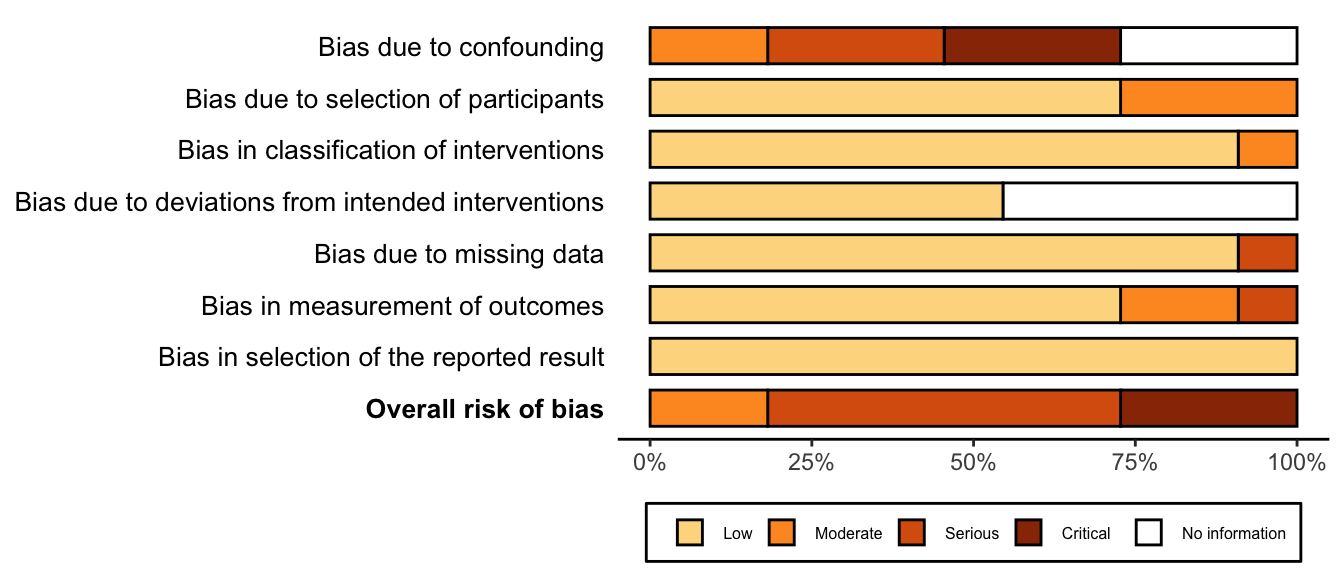 Bias due to confounding
Bias due to selection of participants
Bias in classification of interventions
Bias due to deviations from intended interventions
Bias due to missing data
Bias in measurement of outcomes
Bias in selection of the reported result
Overall risk of bias
0% 25% 50% 75% 100%
Low Moderate Serious Critical No information